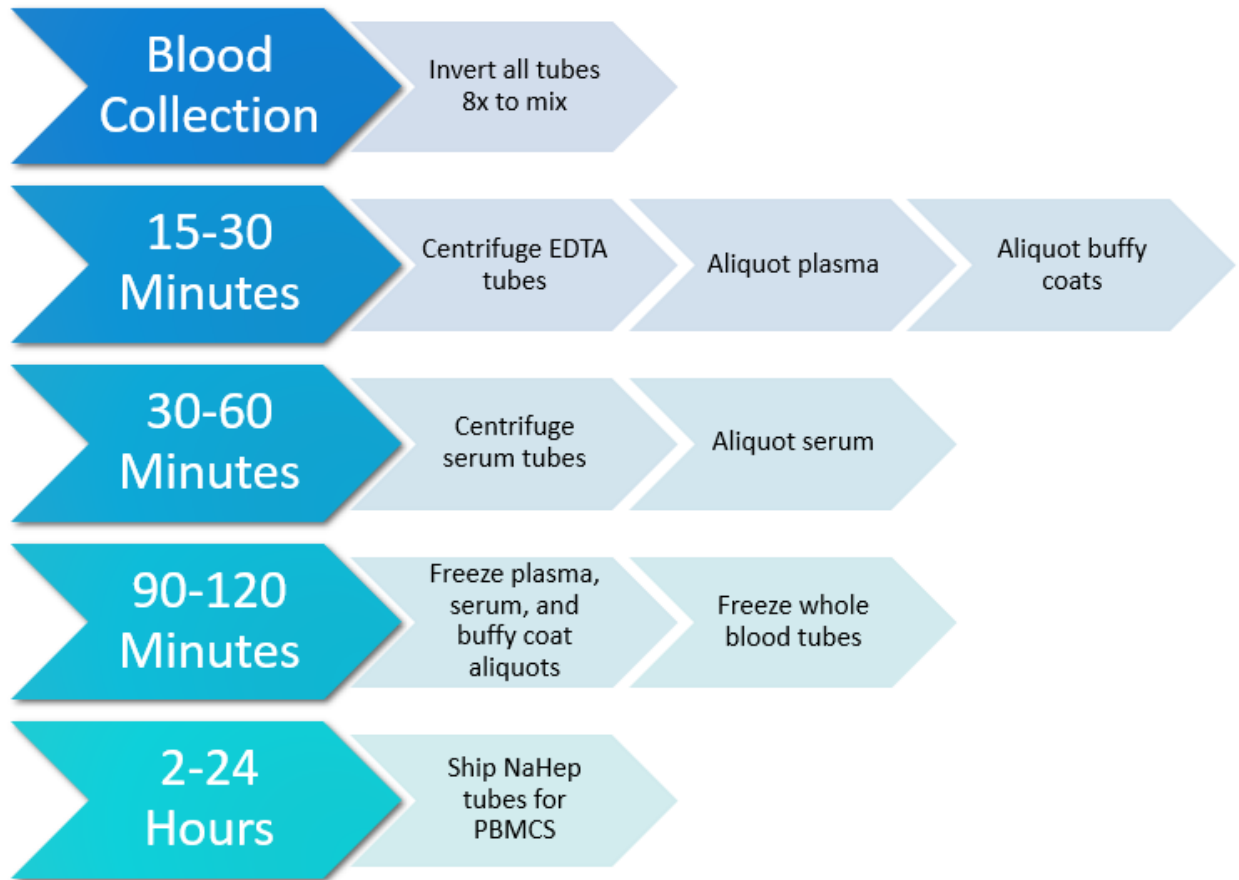 Blood
Collection
Invert all tubes
8x to mix
15-30
Minutes
Centrifuge EDTA
tubes
Aliquot plasma
Aliquot buffy
coats
30-60
Minutes
Centrifuge
serum tubes
Aliquot serum
90-120
Minutes
Freeze plasma,
serum, and
buffy coat
aliquots
Freeze whole
blood tubes
2-24
Hours
Ship NaHep
tubes for
PBMCS